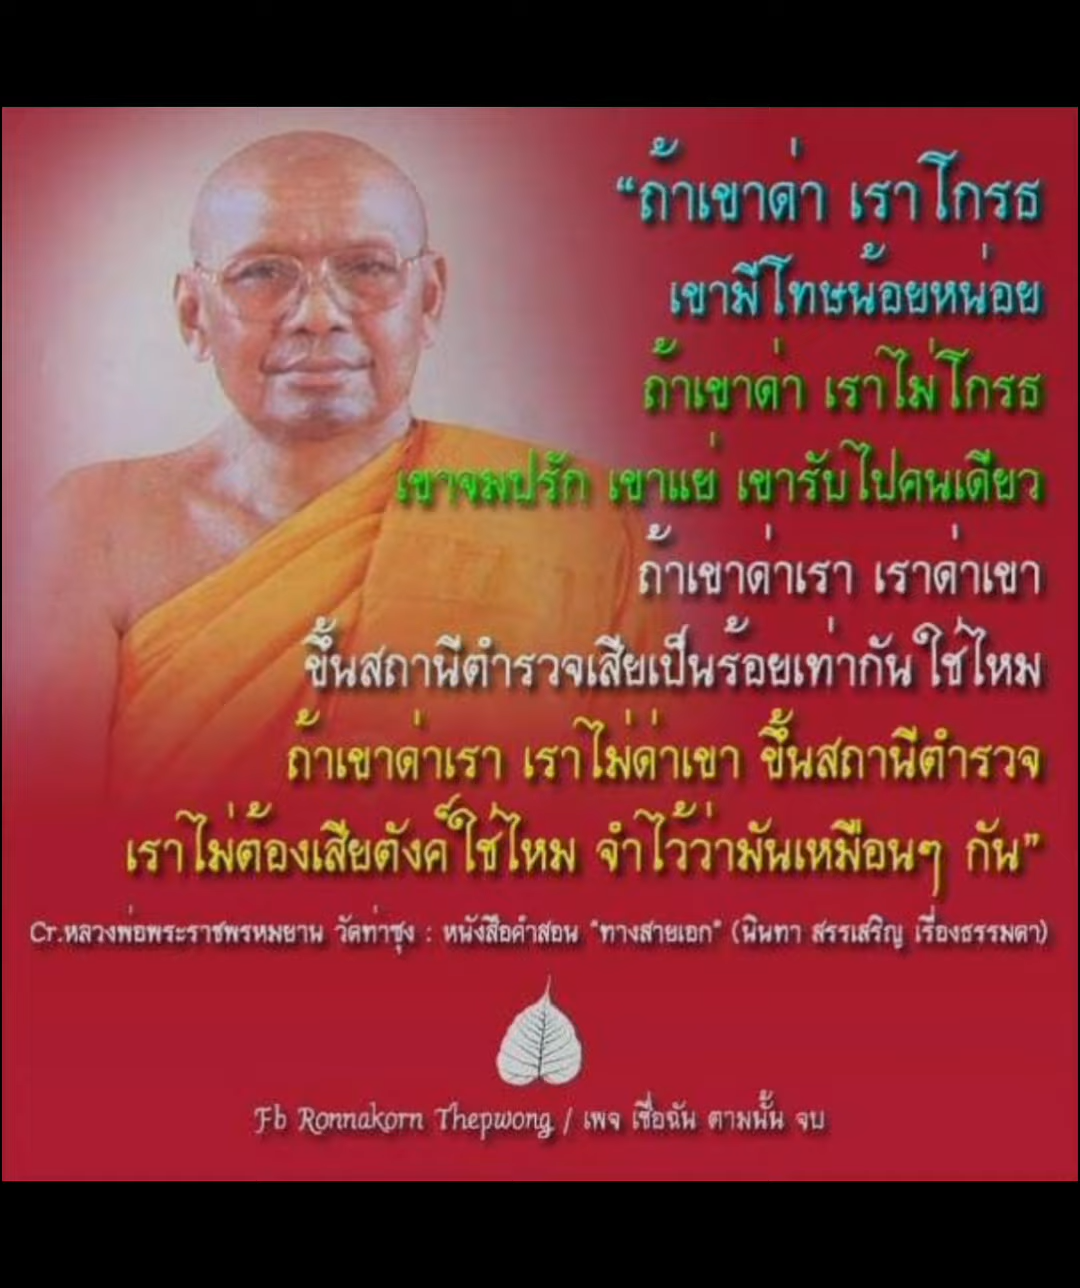 “ถ้าเขาด่า เราโกรธ
เขามีโทษน้อยหน่อย
ถ้าเขาด่า เราไม่โกรธ
เขาจมปรัก เขาแย่ เขารับไปคนเดียว
ถ้าเขาด่าเรา เราด่าเขา
ขึ้นสถานีตำรวจเสียเป็นร้อยเท่ากัน ใช่ไหม
ถ้าเขาด่าเรา เราไม่ด่าเขา ขึ้นสถานีตำรวจ
เราไม่ต้องเสียตังค์ ใช่ไหม จำไว้ว่ามันเหมือนๆ กัน”
Cr.หลวงพ่อพระราชพรหมยาน วัดท่าซุง : หนังสือคำสอน "ทางสายเอก" (นินทา สรรเสริญ เรื่องธรรมดา)
Fb Ronnakorn Thepwong / เพจ เชื่อฉัน ตามนั้น จบ